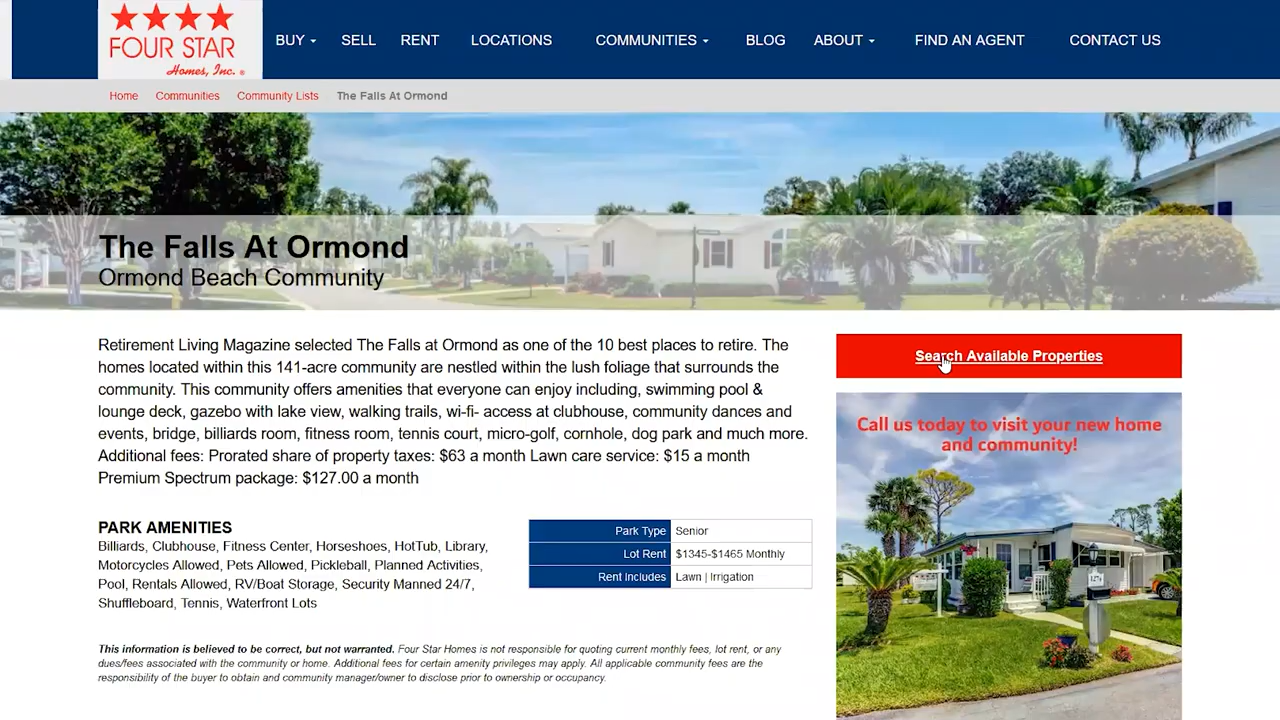 FOUR STAR
Homes, Inc. ®
BUY SELL RENT LOCATIONS COMMUNITIES BLOG ABOUT FIND AN AGENT CONTACT US
Home Communities Community Lists The Falls At Ormond
The Falls At Ormond
Ormond Beach Community
Retirement Living Magazine selected The Falls at Ormond as one of the 10 best places to retire. The
homes located within this 141-acre community are nestled within the lush foliage that surrounds the
community. This community offers amenities that everyone can enjoy including, swimming pool &
lounge deck, gazebo with lake view, walking trails, wi-fi- access at clubhouse, community dances and
events, bridge, billiards room, fitness room, tennis court, micro-golf, cornhole, dog park and much more.
Additional fees: Prorated share of property taxes: $63 a month Lawn care service: $15 a month
Premium Spectrum package: $127.00 a month
Search Available Properties
Call us today to visit your new home
and community!
PARK AMENITIES
Billiards, Clubhouse, Fitness Center, Horseshoes, HotTub, Library,
Motorcycles Allowed, Pets Allowed, Pickleball, Planned Activities,
Pool, Rentals Allowed, RV/Boat Storage, Security Manned 24/7,
Shuffleboard, Tennis, Waterfront Lots
Park Type Senior
Lot Rent $1345-$1465 Monthly
Rent Includes Lawn | Irrigation
This information is believed to be correct, but not warranted. Four Star Homes is not responsible for quoting current monthly fees, lot rent, or any
dues/fees associated with the community or home. Additional fees for certain amenity privileges may apply. All applicable community fees are the
responsibility of the buyer to obtain and community manager/owner to disclose prior to ownership or occupancy.